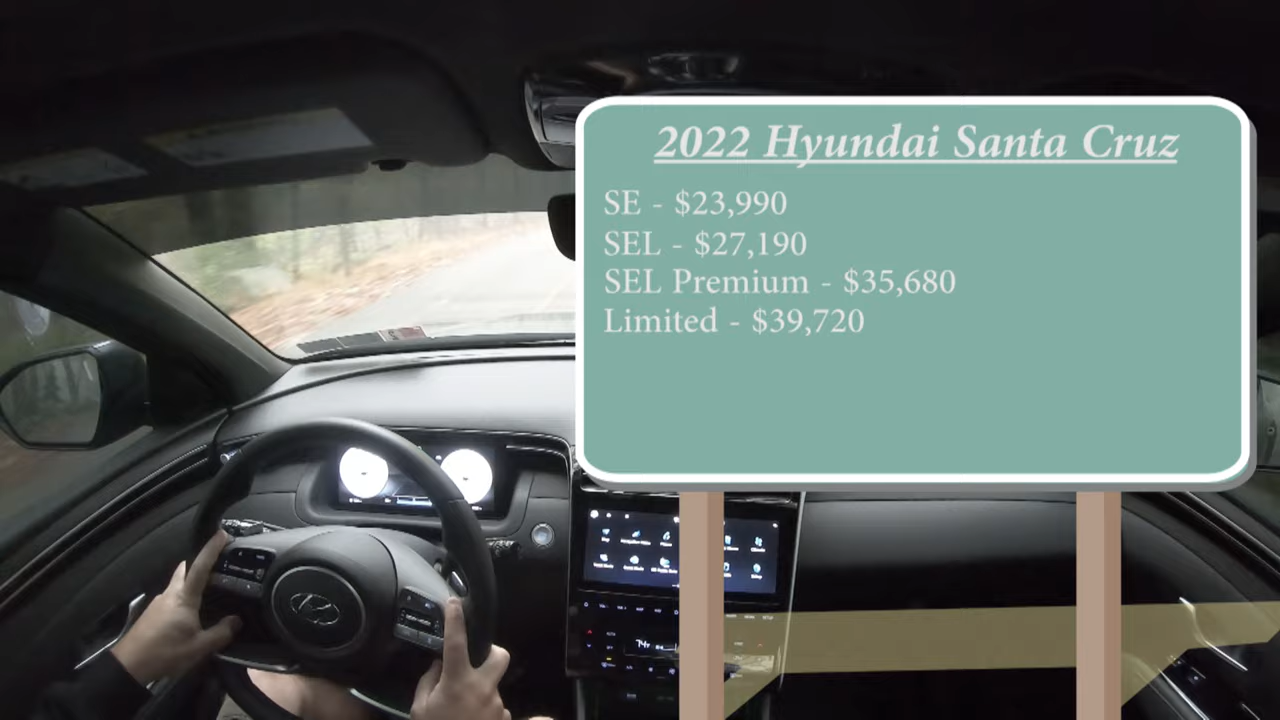 2022 Hyundai Santa Cruz
SE - $23,990
SEL - $27,190
SEL Premium - $35,680
Limited - $39,720